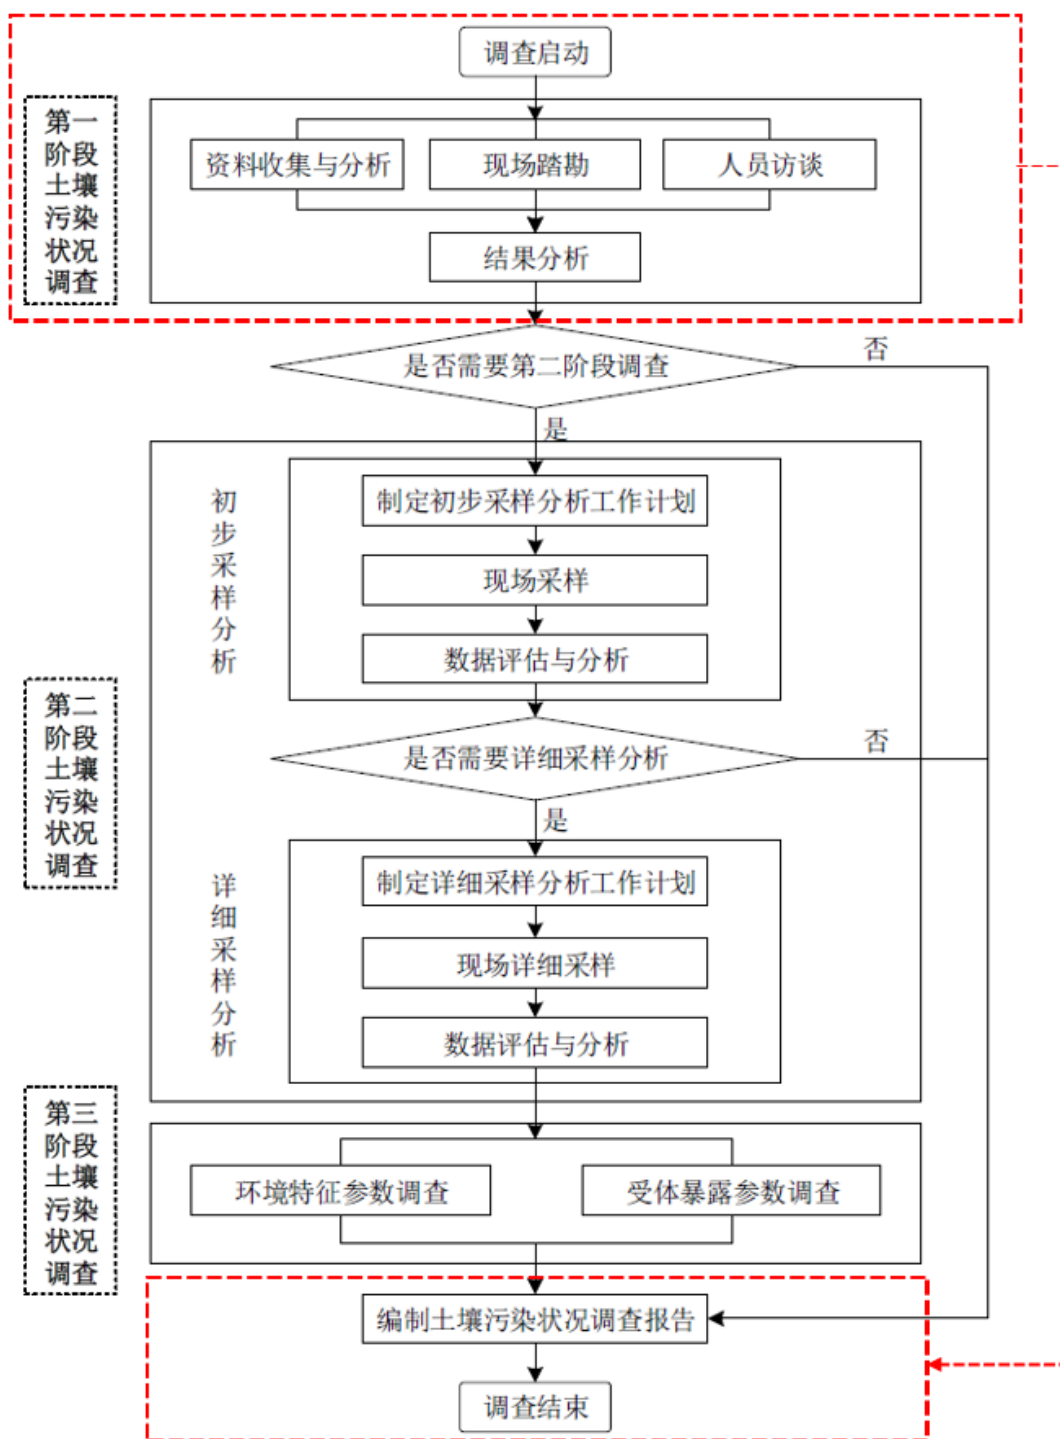 调查启动
第一
阶段
土壤
污染
状况
调查
资料收集与分析
现场踏勘
人员访谈
结果分析
是否需要第二阶段调查
否
是
初
步
采
样
分
析
制定初步采样分析工作计划
现场采样
数据评估与分析
第二
阶段
土壤
污染
状况
调查
是否需要详细采样分析
否
是
详
细
采
样
分
析
制定详细采样分析工作计划
现场详细采样
数据评估与分析
第三
阶段
土壤
污染
状况
调查
环境特征参数调查
受体暴露参数调查
编制土壤污染状况调查报告
调查结束